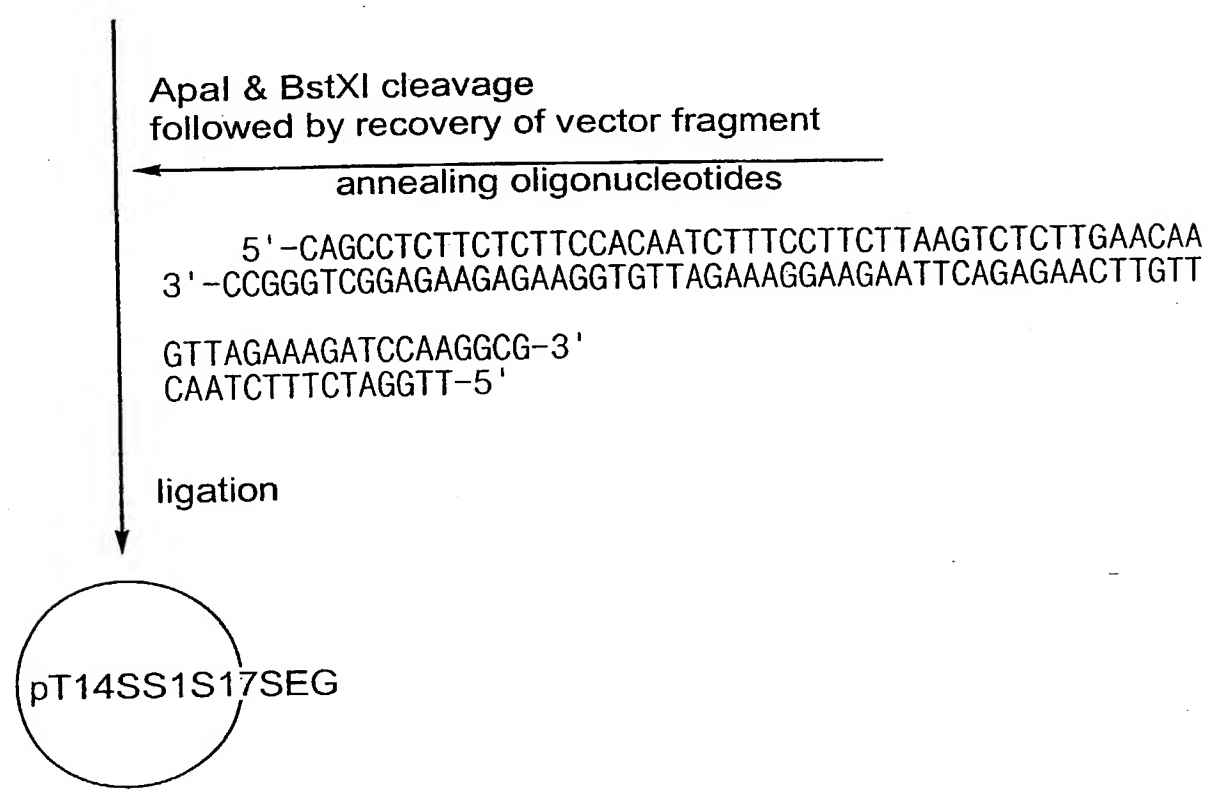 ApaI & BstXI cleavage
followed by recovery of vector fragment
annealing oligonucleotides
5'-CAGCCTCTTCTCTTCCACAATCTTTCCTTCTTAAGTCTCTTGAACAA
3'-CCGGGTCGGAGAAGAGAAGGTGTTAGAAAGGAAGAATTCAGAGAACTTGTT
GTTAGAAAGATCCAAGGCG-3'
CAATCTTTCTAGGTT-5'
ligation
pT14SS1S17SEG